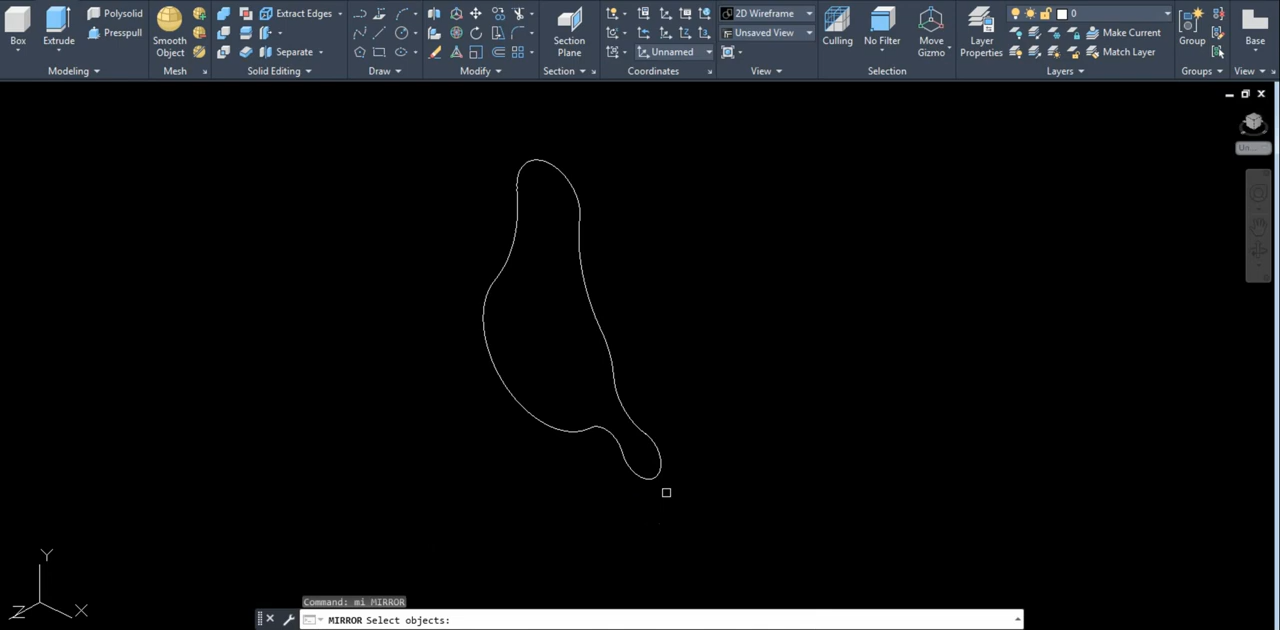 Polysolid
Presspull
Box
Extrude
Modeling
Smooth
Object
Mesh
Extract Edges
Separate
Solid Editing
Draw
Modify
Section
Plane
Section
Unnamed
Coordinates
2D Wireframe
Unsaved View
View
Culling
No Filter
Move
Gizmo
Selection
Layer
Properties
0
Make Current
Match Layer
Layers
Group
Groups
Base
View
Un...
Y
Z
X
Command: mi MIRROR
MIRROR Select objects: